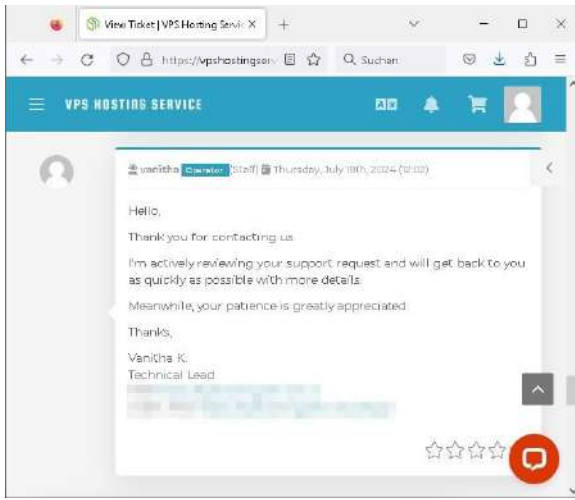 View Ticket | VPS Hosting Servic
https://vpshostingserv
Suchen
VPS HOSTING SERVICE
vanitha Operator (Staff) Thursday, July 18th, 2024 (12:02)
Hello,
Thank you for contacting us
I'm actively reviewing your support request and will get back to you
as quickly as possible with more details.
Meanwhile, your patience is greatly appreciated.
Thanks,
Vanitha K.
Technical Lead